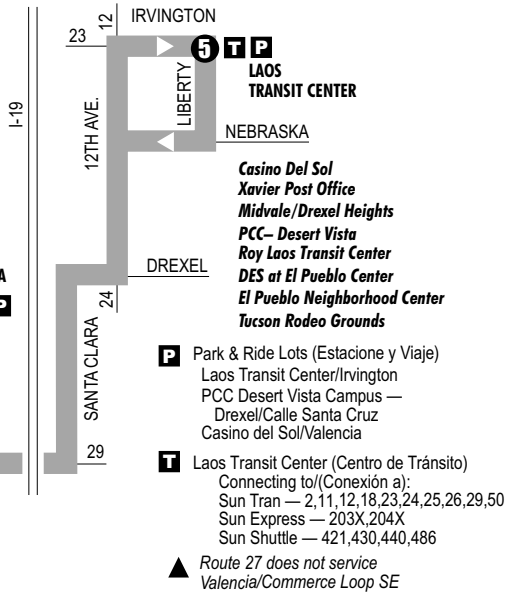 12
IRVINGTON
23
5 T P
LAOS
TRANSIT CENTER
I-19
12TH AVE.
LIBERTY
NEBRASKA
Casino Del Sol
Xavier Post Office
Midvale/Drexel Heights
PCC– Desert Vista
Roy Laos Transit Center
DES at El Pueblo Center
El Pueblo Neighborhood Center
Tucson Rodeo Grounds
DREXEL
A
P
24
SANTA CLARA
29
P Park & Ride Lots (Estacione y Viaje)
Laos Transit Center/Irvington
PCC Desert Vista Campus —
Drexel/Calle Santa Cruz
Casino del Sol/Valencia
T Laos Transit Center (Centro de Tránsito)
Connecting to/(Conexión a):
Sun Tran — 2,11,12,18,23,24,25,26,29,50
Sun Express — 203X,204X
Sun Shuttle — 421,430,440,486
Route 27 does not service
Valencia/Commerce Loop SE